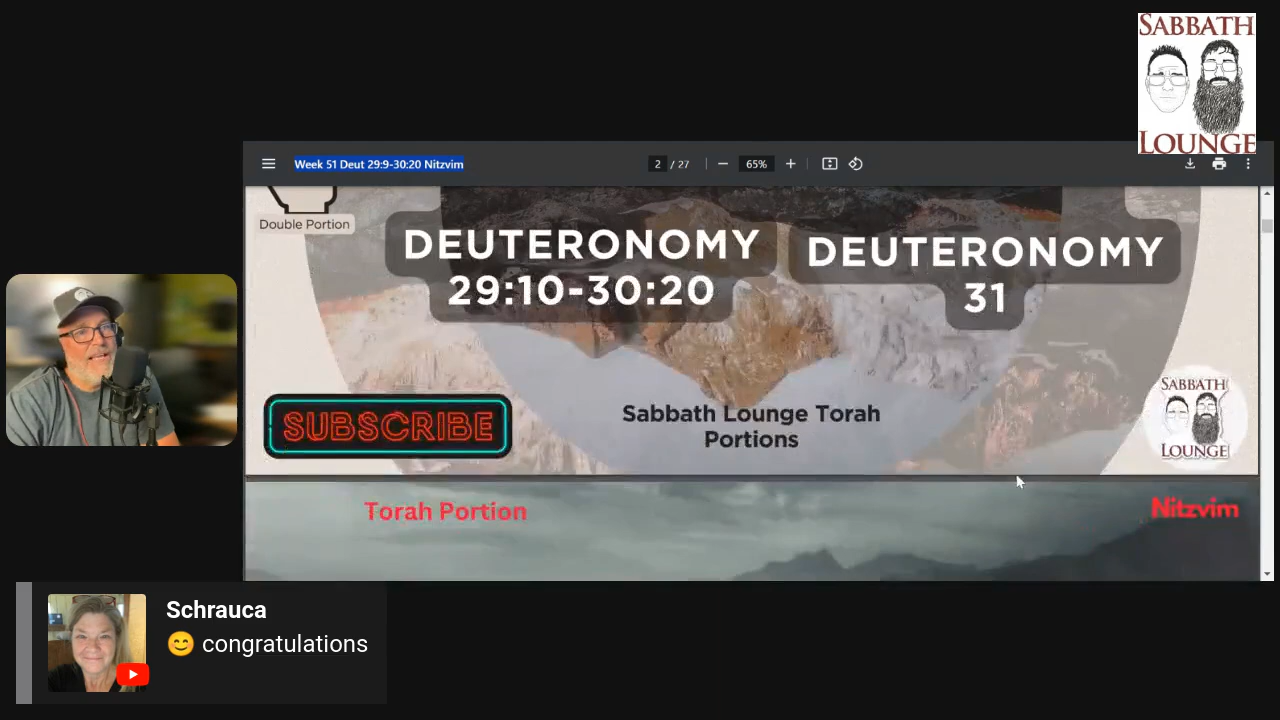 SABBATH
LOUNGE
Week 51 Deut 29:9-30:20 Nitzvim
2 / 27
65%
Double Portion
DEUTERONOMY
29:10-30:20
DEUTERONOMY
31
SUBSCRIBE
Sabbath Lounge Torah
Portions
SABBATH
LOUNGE
Torah Portion
Nitzvim
Schrauca
😊 congratulations